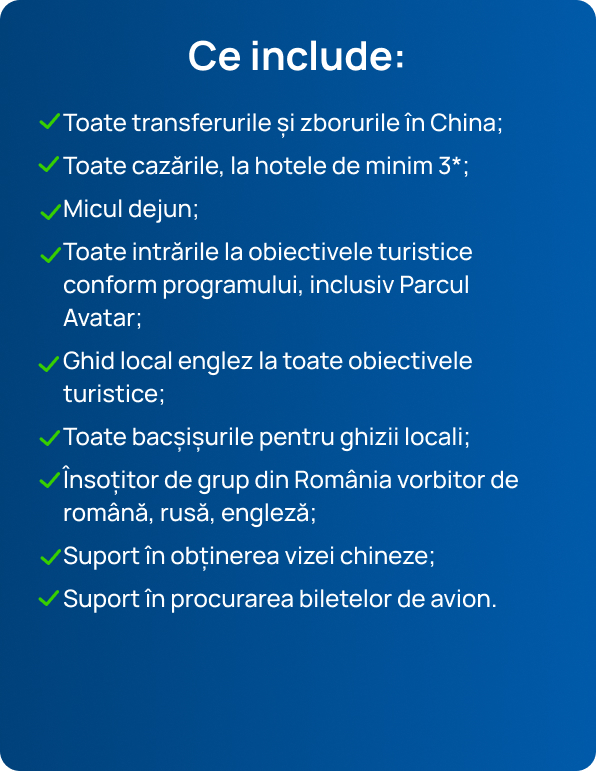 Ce include:
Toate transferurile și zborurile în China;
Toate cazările, la hotele de minim 3*;
Micul dejun;
Toate intrările la obiectivele turistice
conform programului, inclusiv Parcul
Avatar;
Ghid local englez la toate obiectivele
turistice;
Toate bacșișurile pentru ghizii locali;
Însoțitor de grup din România vorbitor de
română, rusă, engleză;
Suport în obținerea vizei chineze;
Suport în procurarea biletelor de avion.